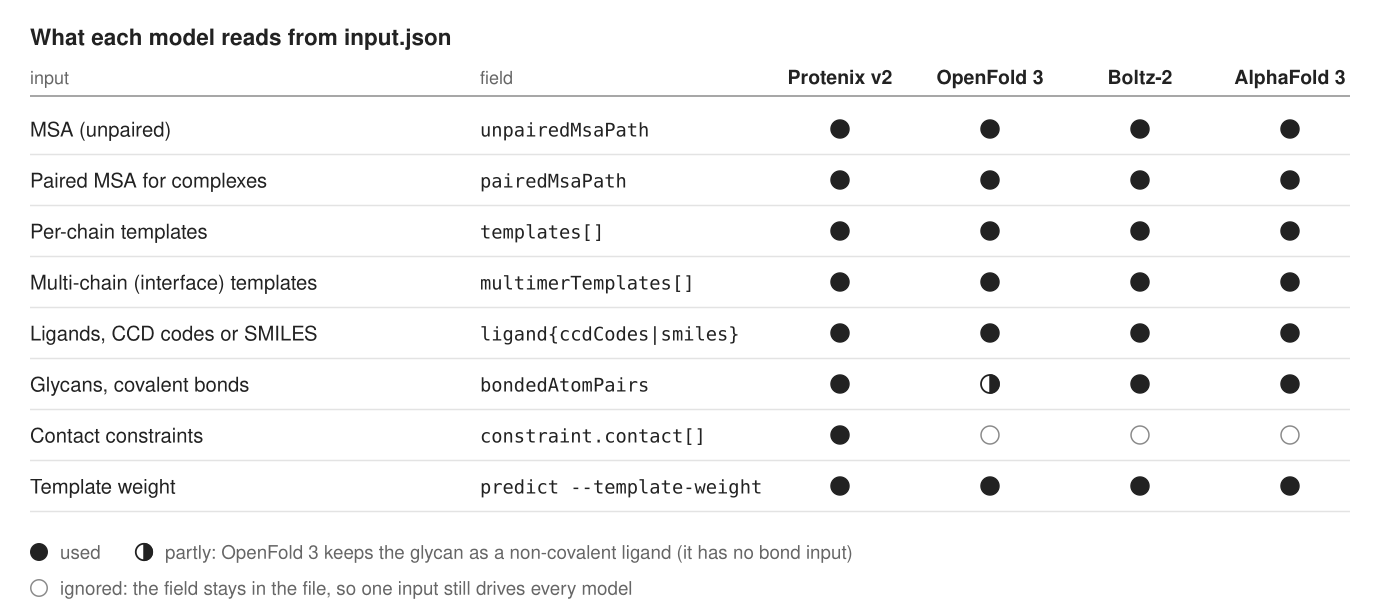 What each model reads from input.json
input field Protenix v2 OpenFold 3 Boltz-2 AlphaFold 3
MSA (unpaired) unpairedMsaPath
Paired MSA for complexes pairedMsaPath
Per-chain templates templates[]
Multi-chain (interface) templates multimerTemplates[]
Ligands, CCD codes or SMILES ligand{ccdCodes|smiles}
Glycans, covalent bonds bondedAtomPairs
Contact constraints constraint.contact[]
Template weight predict --template-weight
used partly: OpenFold 3 keeps the glycan as a non-covalent ligand (it has no bond input)
ignored: the field stays in the file, so one input still drives every model